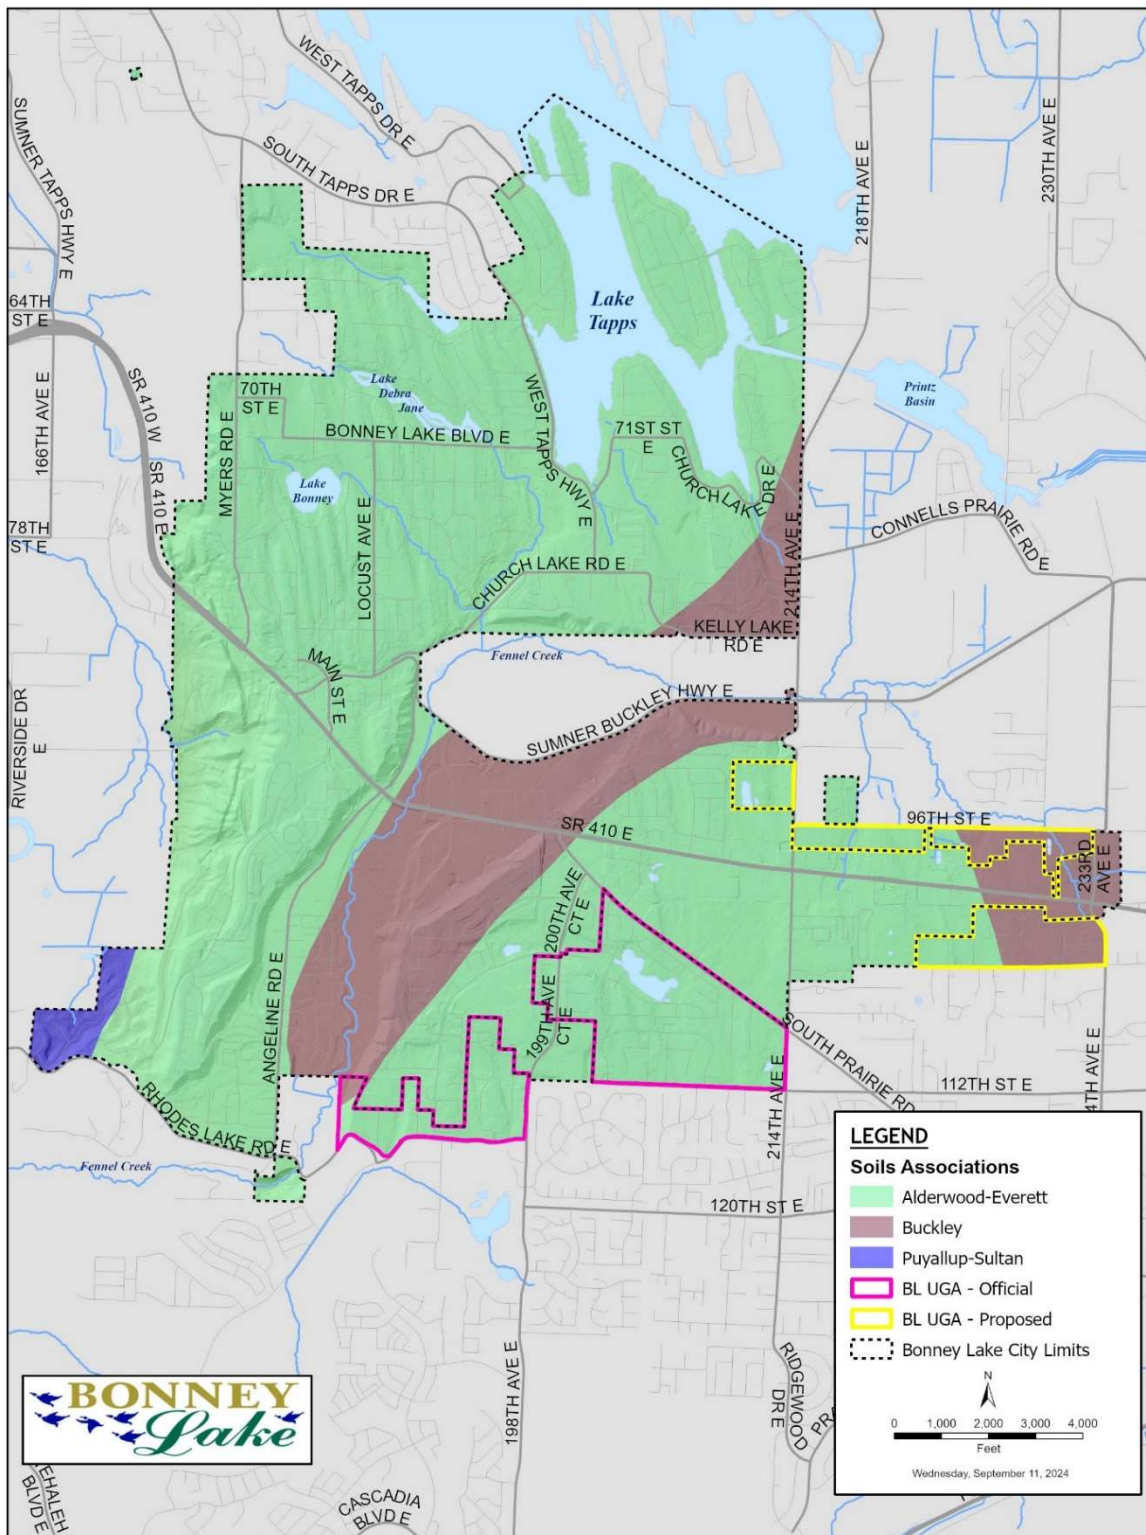 WEST TAPPS DR E
SOUTH TAPPS DR E
SUMNER TAPPS HWY E
218TH AVE E
230TH AVE E
64TH
ST E
166TH AVE E
SR 410 W
SR 410 E
78TH
ST E
Lake
Tapps
Lake
Debra
Jane
Printz
Basin
70TH
ST E
MYERS RD E
BONNEY LAKE BLVD E
WEST TAPPS HWY E
71ST ST
E
CHURCH LAKE DR E
Lake
Bonney
LOCUST AVE E
CHURCH LAKE RD E
214TH AVE E
CONNELLS PRAIRIE RD E
KELLY LAKE
RD E
Fennel Creek
MAIN ST E
SUMNER BUCKLEY HWY E
RIVERSIDE DR
E
SR 410 E
96TH ST E
233RD
AVE E
200TH AVE
CT E
199TH AVE
CT E
ANGELINE RD E
SOUTH PRAIRIE RD
214TH AVE E
112TH ST E
4TH AVE E
RHODES LAKE RD E
Fennel Creek
120TH ST E
198TH AVE E
RIDGEWOOD
DR E
PRA
CASCADIA
BLVD E
EHALEH
BLVD E
BONNEY
Lake
LEGEND
Soils Associations
Alderwood-Everett
Buckley
Puyallup-Sultan
BL UGA - Official
BL UGA - Proposed
Bonney Lake City Limits
N
0 1,000 2,000 3,000 4,000
Feet
Wednesday, September 11, 2024